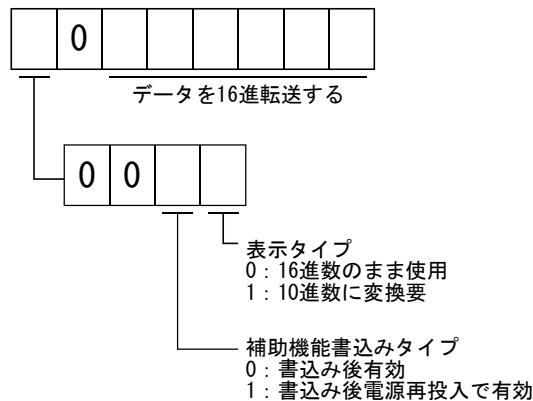 0
データを16進転送する
0 0
表示タイプ
0：16進数のまま使用
1：10進数に変換要
補助機能書込みタイプ
0：書込み後有効
1：書込み後電源再投入で有効